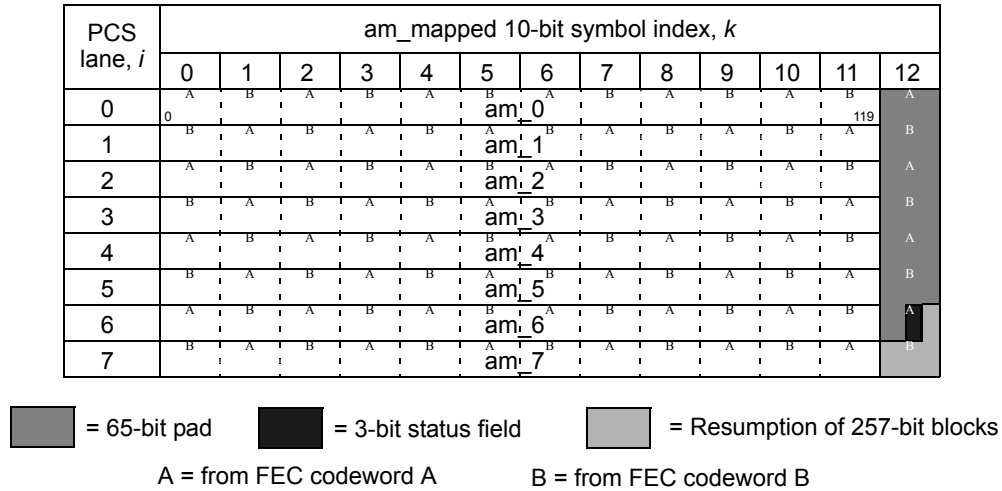 PCS lane, i
am_mapped 10-bit symbol index, k
0 1 2 3 4 5 6 7 8 9 10 11 12
A B A B A B A B A B A B A
0 0 am_0 119
B A B A B A B A B A B A B
1 am_1
A B A B A B A B A B A B A
2 am_2
B A B A B A B A B A B A B
3 am_3
A B A B A B A B A B A B A
4 am_4
B A B A B A B A B A B A B
5 am_5
A B A B A B A B A B A B A
6 am_6
B A B A B A B A B A B A B
7 am_7
= 65-bit pad = 3-bit status field = Resumption of 257-bit blocks
A = from FEC codeword A B = from FEC codeword B